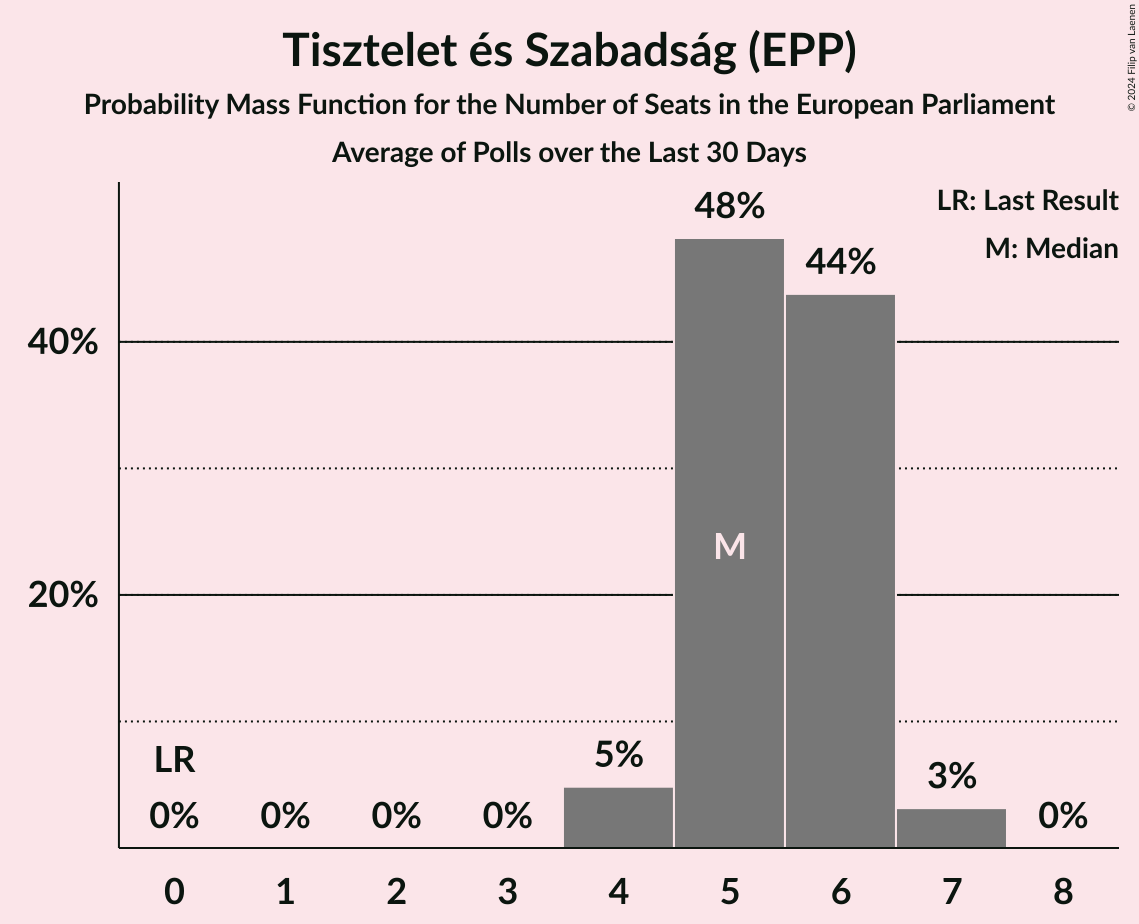 Tisztelet és Szabadság (EPP)
Probability Mass Function for the Number of Seats in the European Parliament
Average of Polls over the Last 30 Days
© 2024 Filip van Laenen
LR: Last Result
M: Median
48%
44%
40%
M
20%
LR
5%
3%
0% 0% 0% 0% 0%
0 1 2 3 4 5 6 7 8